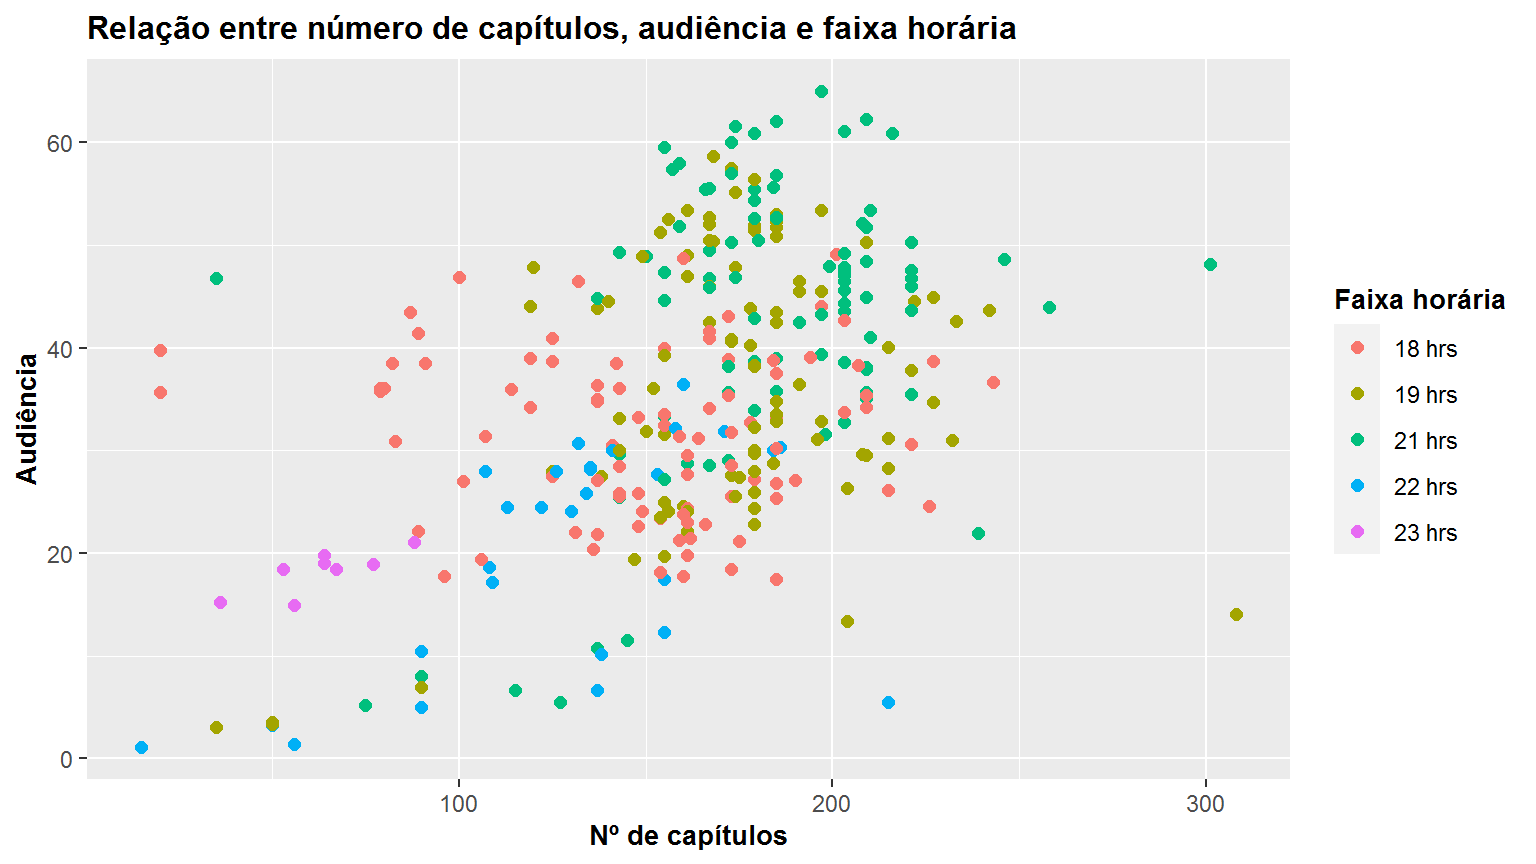 Relação entre número de capítulos, audiência e faixa horária
60
40
20
0
Audiência
100
200
300
Nº de capítulos
Faixa horária
18 hrs
19 hrs
21 hrs
22 hrs
23 hrs